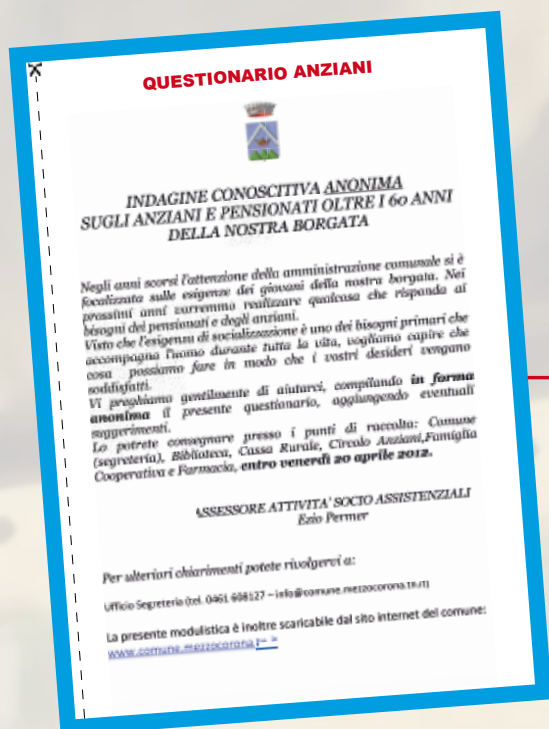 QUESTIONARIO ANZIANI
INDAGINE CONOSCITIVA ANONIMA
SUGLI ANZIANI E PENSIONATI OLTRE I 60 ANNI
DELLA NOSTRA BORGATA
Negli anni scorsi l'attenzione della amministrazione comunale si è
focalizzata sulle esigenze dei giovani della nostra borgata. Nei
prossimi anni vorremmo realizzare qualcosa che risponda ai
bisogni dei pensionati e degli anziani.
Visto che l'esigenza di socializzazione è uno dei bisogni primari che
accompagna l'uomo durante tutta la vita, vogliamo capire che
cosa possiamo fare in modo che i vostri desideri vengano
soddisfatti.
Vi preghiamo gentilmente di aiutarci, compilando in forma
anonima il presente questionario, aggiungendo eventuali
suggerimenti.
Lo potrete consegnare presso i punti di raccolta: Comune
(segreteria), Biblioteca, Cassa Rurale, Circolo Anziani,Famiglia
Cooperativa e Farmacia, entro venerdì 20 aprile 2012.
ASSESSORE ATTIVITA' SOCIO ASSISTENZIALI
Ezio Permer
Per ulteriori chiarimenti potete rivolgervi a:
Ufficio Segreteria (tel. 0461 608127 – info@comune.mezzocorona.tn.it)
La presente modulistica è inoltre scaricabile dal sito internet del comune:
www.comune.mezzocorona.